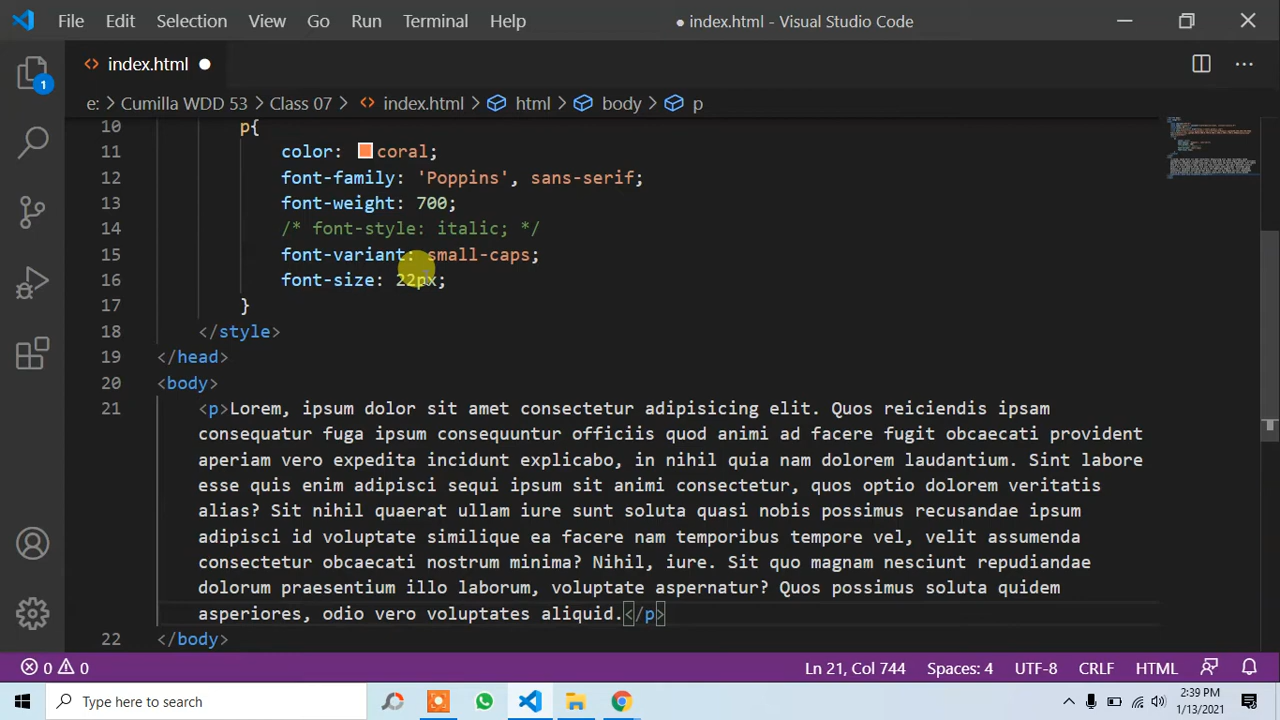 File Edit Selection View Go Run Terminal Help ● index.html - Visual Studio Code
<> index.html ●
e: > Cumilla WDD 53 > Class 07 > <> index.html > html > body > p
1
10 p{
11 color: coral;
12 font-family: 'Poppins', sans-serif;
13 font-weight: 700;
14 /* font-style: italic; */
15 font-variant: small-caps;
16 font-size: 22px;
17 }
18 </style>
19 </head>
20 <body>
21 <p>Lorem, ipsum dolor sit amet consectetur adipisicing elit. Quos reiciendis ipsam
consequatur fuga ipsum consequuntur officiis quod animi ad facere fugit obcaecati provident
aperiam vero expedita incidunt explicabo, in nihil quia nam dolorem laudantium. Sint labore
esse quis enim adipisci sequi ipsum sit animi consectetur, quos optio dolorem veritatis
alias? Sit nihil quaerat ullam iure sunt soluta quasi nobis possimus recusandae ipsum
adipisci id voluptate similique ea facere nam temporibus tempore vel, velit assumenda
consectetur obcaecati nostrum minima? Nihil, iure. Sit quo magnam nesciunt repudiandae
dolorum praesentium illo laborum, voluptate aspernatur? Quos possimus soluta quidem
asperiores, odio vero voluptates aliquid.</p>
22 </body>
0 0 Ln 21, Col 744 Spaces: 4 UTF-8 CRLF HTML
Type here to search 2:39 PM
1/13/2021